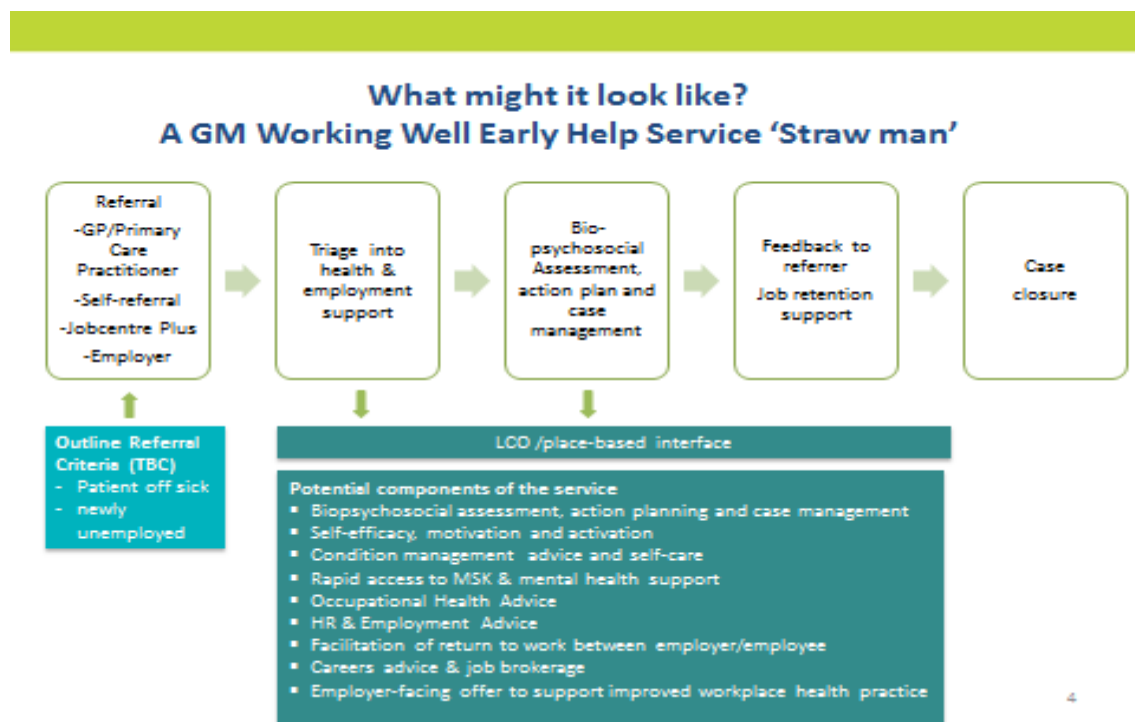 What might it look like?
A GM Working Well Early Help Service ‘Straw man’
Referral
-GP/Primary
Care
Practitioner
-Self-referral
-Jobcentre Plus
-Employer
Triage into
health &
employment
support
Bio-
psychosocial
Assessment,
action plan and
case
management
Feedback to
referrer
Job retention
support
Case
closure
Outline Referral
Criteria (TBC)
- Patient off sick
- newly
unemployed
LCO /place-based interface
Potential components of the service
▪ Biopsychosocial assessment, action planning and case management
▪ Self-efficacy, motivation and activation
▪ Condition management advice and self-care
▪ Rapid access to MSK & mental health support
▪ Occupational Health Advice
▪ HR & Employment Advice
▪ Facilitation of return to work between employer/employee
▪ Careers advice & job brokerage
▪ Employer-facing offer to support improved workplace health practice
4